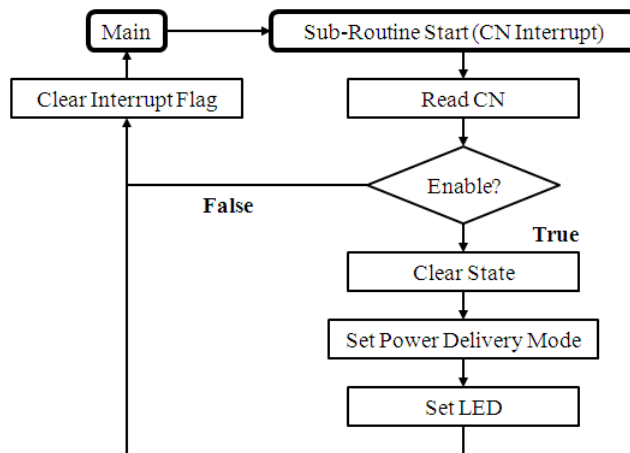 Main
Sub-Routine Start (CN Interrupt)
Clear Interrupt Flag
Read CN
Enable?
False
True
Clear State
Set Power Delivery Mode
Set LED